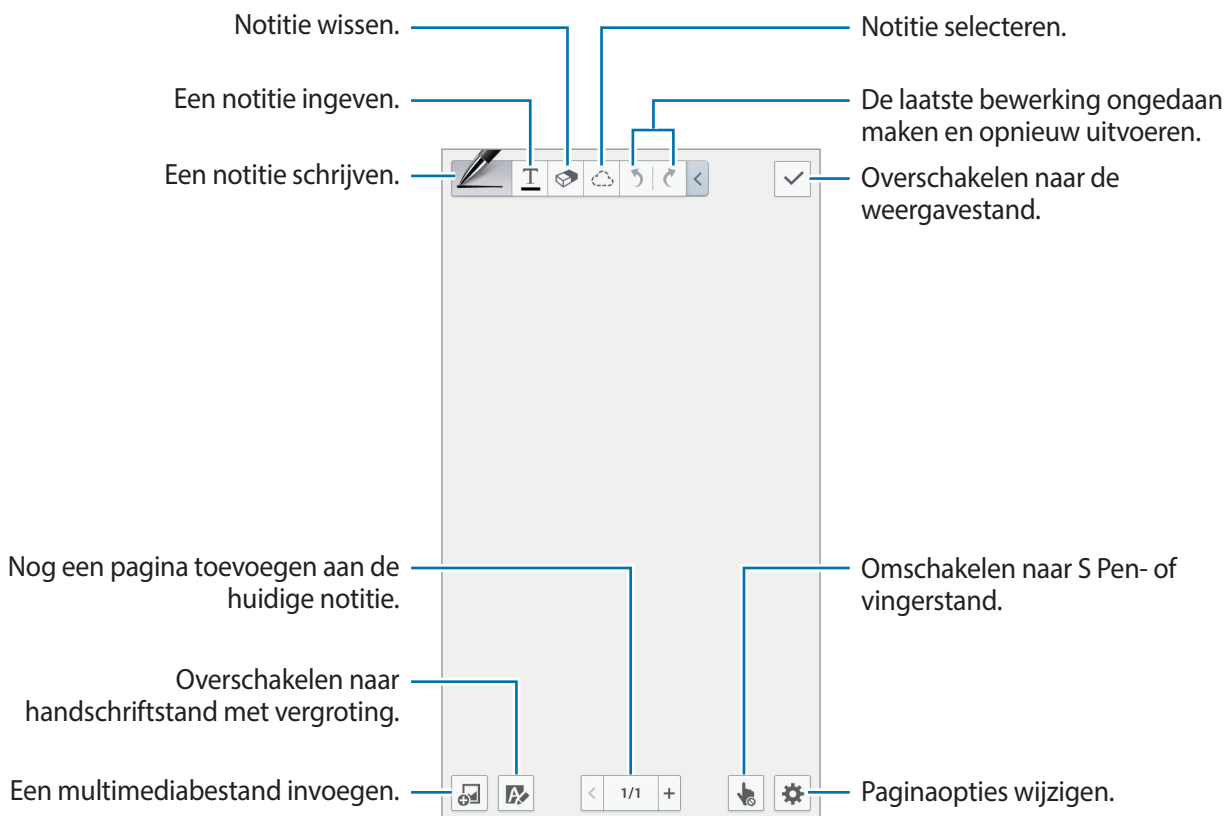 Notitie wissen.
Notitie selecteren.
Een notitie ingeven.
De laatste bewerking ongedaan
maken en opnieuw uitvoeren.
Een notitie schrijven.
T
Overschakelen naar de
weergavestand.
Nog een pagina toevoegen aan de
huidige notitie.
Omschakelen naar S Pen- of
vingerstand.
Overschakelen naar
handschriftstand met vergroting.
Een multimediabestand invoegen.
A
< 1/1 +
Paginaopties wijzigen.